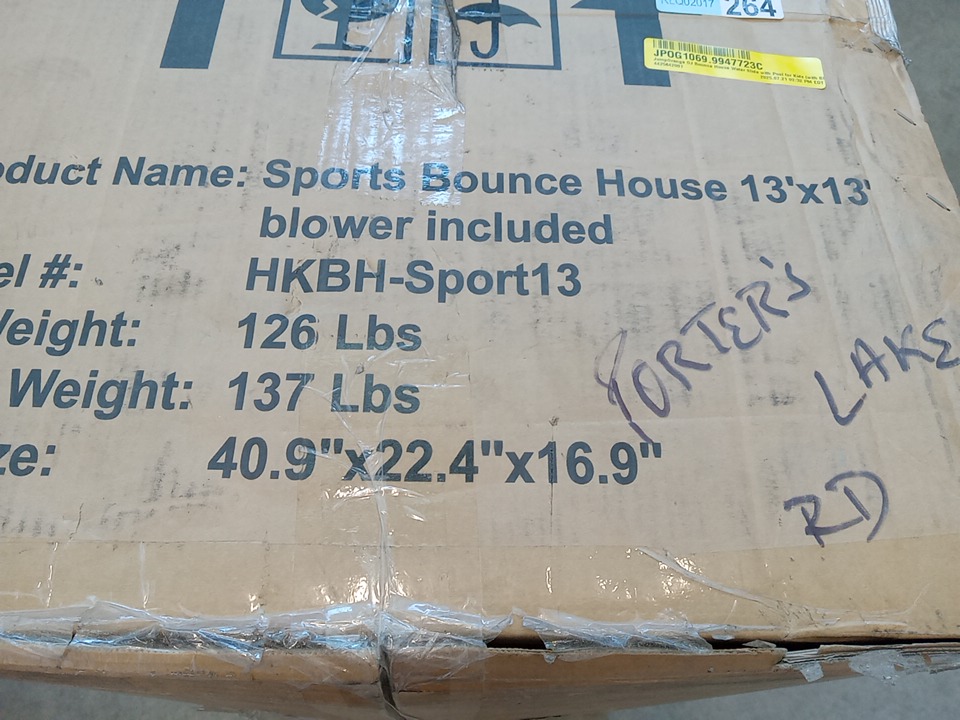 REQ02017 264
JPOG1069.9947723C
oduct Name: Sports Bounce House 13'x13'
blower included
el #: HKBH-Sport13
Weight: 126 Lbs
Weight: 137 Lbs
ze: 40.9"x22.4"x16.9"
PORTER'S
LAKE
RD